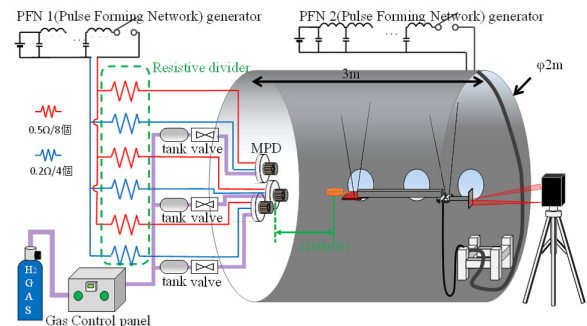 PFN 1(Pulse Forming Network) generator
PFN 2(Pulse Forming Network) generator
Resistive divider
3m
φ2m
0.5Ω/8個
0.2Ω/4個
MPD
tank valve
tank valve
tank valve
H2
GAS
Gas Control panel